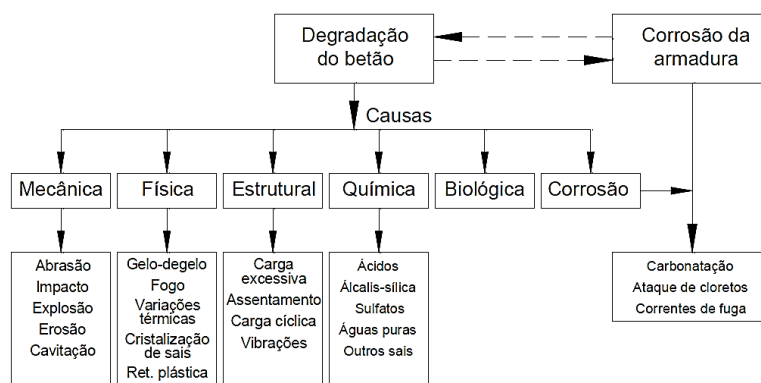 Degradação
do betão
Corrosão da
armadura
Causas
Mecânica
Física
Estrutural
Química
Biológica
Corrosão
Abrasão
Impacto
Explosão
Erosão
Cavitação
Gelo-degelo
Fogo
Variações
térmicas
Cristalização
de sais
Ret. plástica
Carga
excessiva
Assentamento
Carga cíclica
Vibrações
Ácidos
Álcalis-sílica
Sulfatos
Águas puras
Outros sais
Carbonatação
Ataque de cloretos
Correntes de fuga